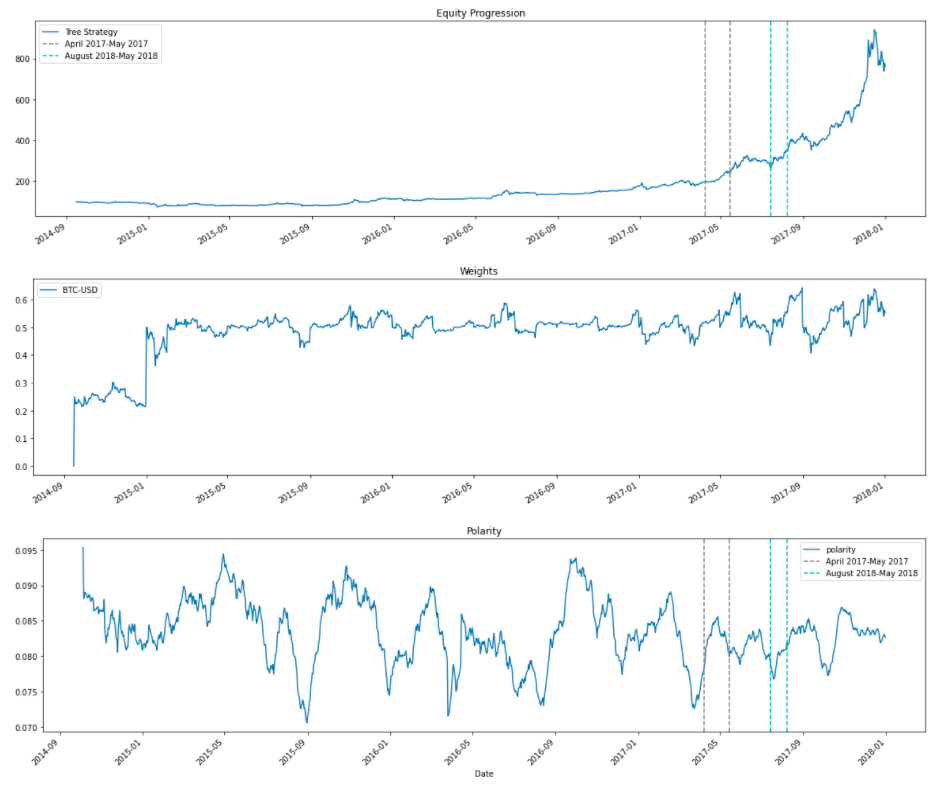 Equity Progression
Tree Strategy
April 2017-May 2017
August 2018-May 2018
800
600
400
200
2014-09 2015-01 2015-05 2015-09 2016-01 2016-05 2016-09 2017-01 2017-05 2017-09 2018-01
Weights
BTC-USD
0.6
0.5
0.4
0.3
0.2
0.1
0.0
2014-09 2015-01 2015-05 2015-09 2016-01 2016-05 2016-09 2017-01 2017-05 2017-09 2018-01
Polarity
polarity
April 2017-May 2017
August 2018-May 2018
0.095
0.090
0.085
0.080
0.075
0.070
2014-09 2015-01 2015-05 2015-09 2016-01 2016-05 2016-09 2017-01 2017-05 2017-09 2018-01
Date